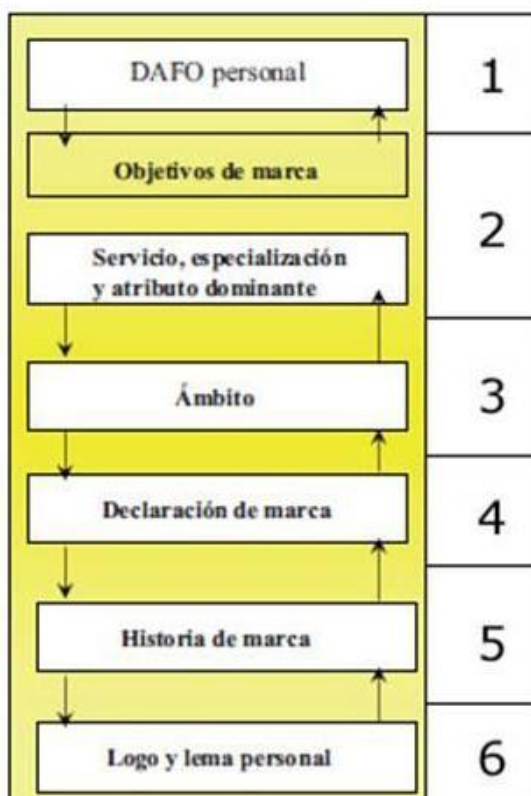 DAFO personal
1
Objetivos de marca
2
Servicio, especialización
y atributo dominante
Ámbito
3
Declaración de marca
4
Historia de marca
5
Logo y lema personal
6